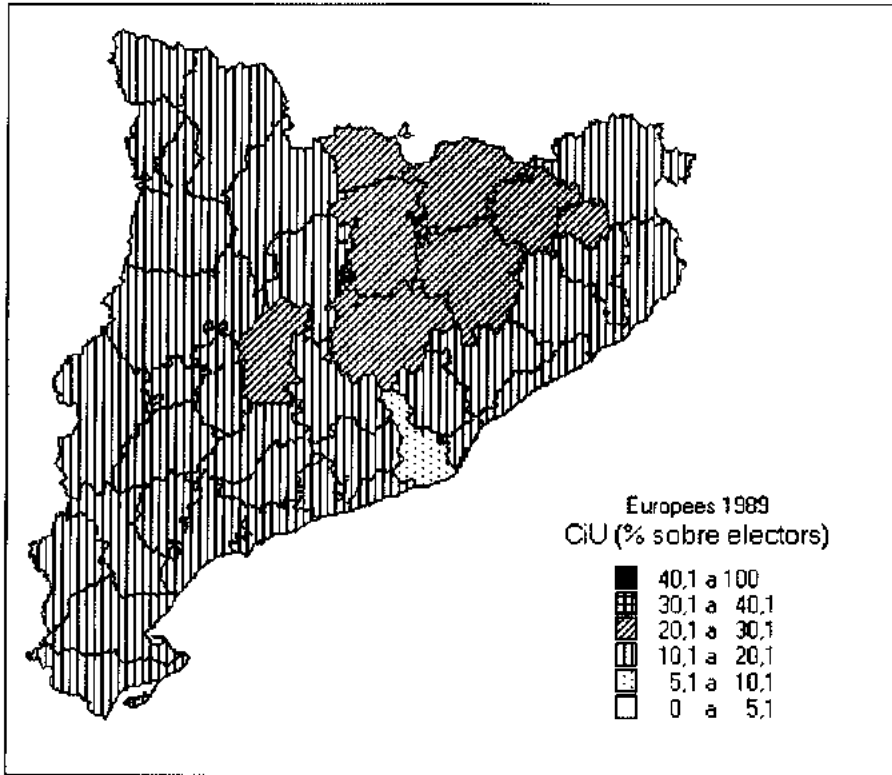 Europees 1989
CiU (% sobre electors)
40,1 a 100
30,1 a 40,1
20,1 a 30,1
10,1 a 20,1
5,1 a 10,1
0 a 5,1